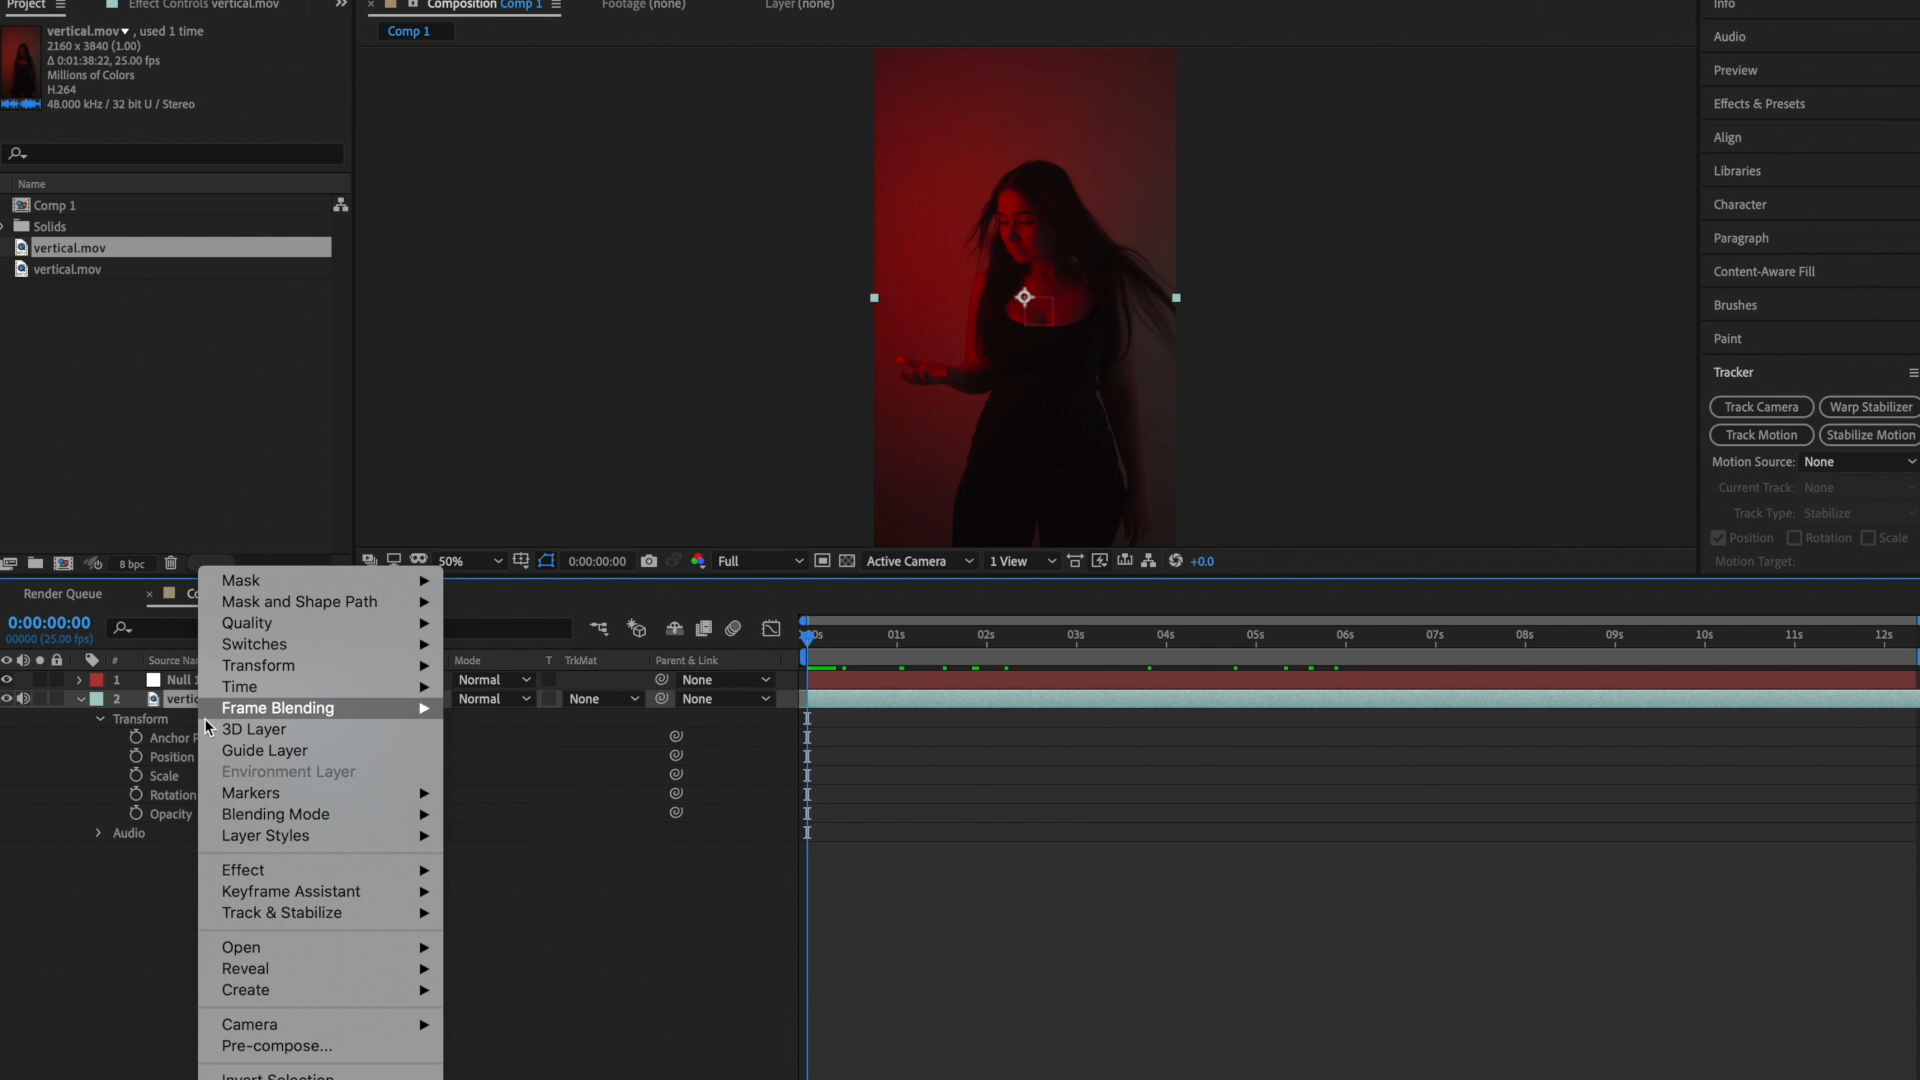 Project
Effect Controls vertical.mov
Composition Comp 1
Footage (none)
Layer (none)
Info
vertical.mov , used 1 time
2160 x 3840 (1.00)
Δ 0:01:38:22, 25.00 fps
Millions of Colors
H.264
48.000 kHz / 32 bit U / Stereo
Comp 1
Audio
Preview
Effects & Presets
Align
Libraries
Character
Paragraph
Content-Aware Fill
Brushes
Paint
Tracker
Track Camera
Warp Stabilizer
Track Motion
Stabilize Motion
Motion Source: None
Current Track: None
Track Type: Stabilize
Position Rotation Scale
Motion Target:
Name
Comp 1
Solids
vertical.mov
vertical.mov
8 bpc
50%
0:00:00:00
Full
Active Camera
1 View
+0.0
Render Queue
0:00:00:00
00000 (25.00 fps)
01s 02s 03s 04s 05s 06s 07s 08s 09s 10s 11s 12s
#
Mode
T TrkMat
Parent & Link
1
Null
Normal
None
2
Normal
None
None
Transform
Position
Scale
Rotation
Opacity
Audio
Mask
Mask and Shape Path
Quality
Switches
Transform
Time
Frame Blending
3D Layer
Guide Layer
Environment Layer
Markers
Blending Mode
Layer Styles
Effect
Keyframe Assistant
Track & Stabilize
Open
Reveal
Create
Camera
Pre-compose...
Invert Selection